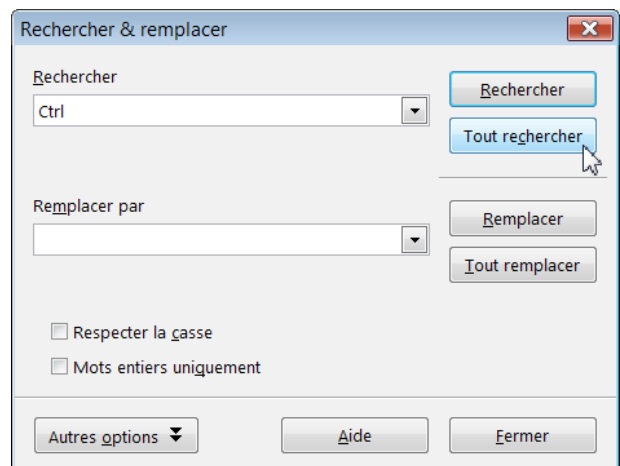 Rechercher & remplacer
Rechercher
Ctrl
Rechercher
Tout rechercher
Remplacer par
Remplacer
Tout remplacer
Respecter la casse
Mots entiers uniquement
Autres options
Aide
Fermer